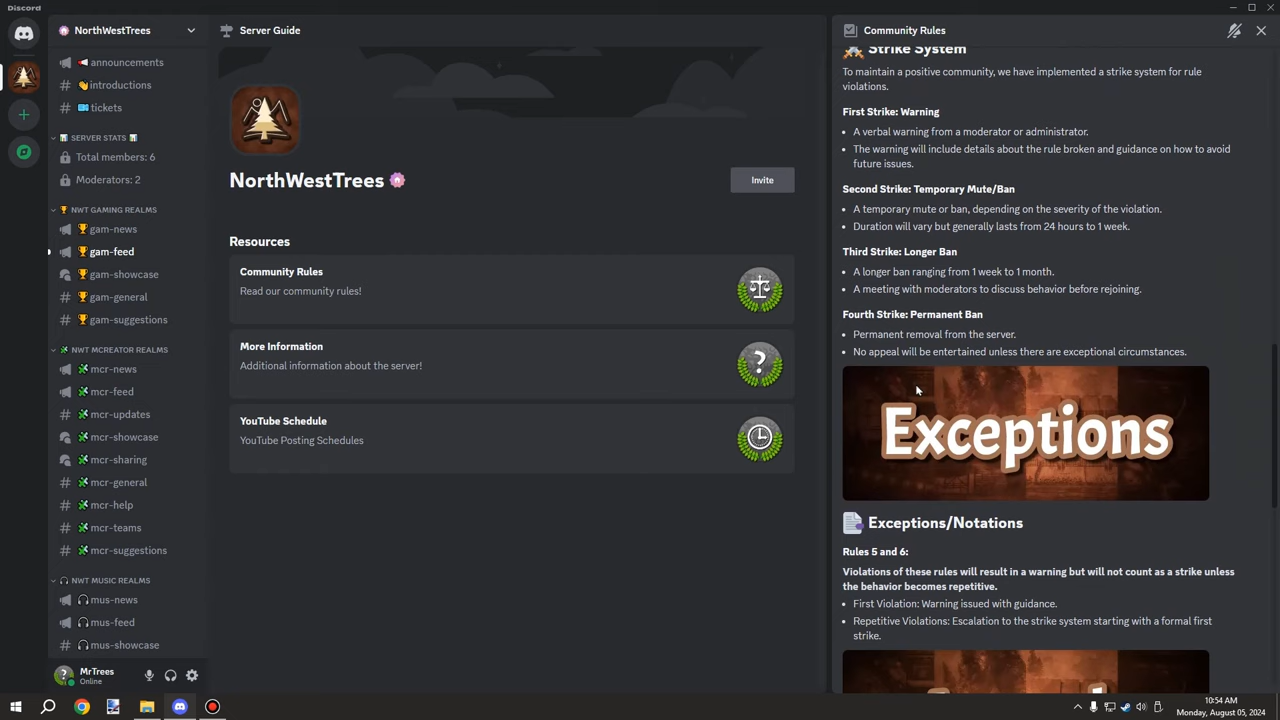 Discord
NorthWestTrees
announcements
introductions
tickets
SERVER STATS
Total members: 6
Moderators: 2
NWT GAMING REALMS
gam-news
gam-feed
gam-showcase
gam-general
gam-suggestions
NWT MCREATOR REALMS
mcr-news
mcr-feed
mcr-updates
mcr-showcase
mcr-sharing
mcr-general
mcr-help
mcr-teams
mcr-suggestions
NWT MUSIC REALMS
mus-news
mus-feed
mus-showcase
MrTrees
Online
Server Guide
NorthWestTrees
Invite
Resources
Community Rules
Read our community rules!
More Information
Additional information about the server!
?
YouTube Schedule
YouTube Posting Schedules
Community Rules
Strike System
To maintain a positive community, we have implemented a strike system for rule
violations.
First Strike: Warning
• A verbal warning from a moderator or administrator.
• The warning will include details about the rule broken and guidance on how to avoid
future issues.
Second Strike: Temporary Mute/Ban
• A temporary mute or ban, depending on the severity of the violation.
• Duration will vary but generally lasts from 24 hours to 1 week.
Third Strike: Longer Ban
• A longer ban ranging from 1 week to 1 month.
• A meeting with moderators to discuss behavior before rejoining.
Fourth Strike: Permanent Ban
• Permanent removal from the server.
• No appeal will be entertained unless there are exceptional circumstances.
Exceptions
Exceptions/Notations
Rules 5 and 6:
Violations of these rules will result in a warning but will not count as a strike unless
the behavior becomes repetitive.
• First Violation: Warning issued with guidance.
• Repetitive Violations: Escalation to the strike system starting with a formal first
strike.
10:54 AM
Monday, August 05, 2024